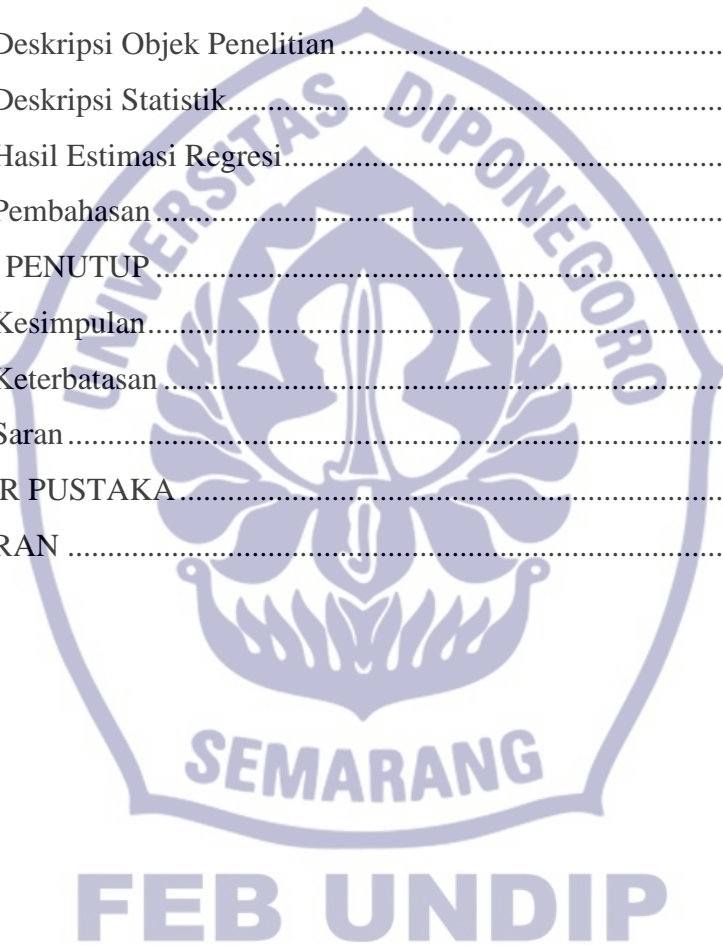 Deskripsi Objek Penelitian ........................................................
Deskripsi Statistik ........................................................
Hasil Estimasi Regresi ........................................................
Pembahasan ........................................................
PENUTUP ........................................................
Kesimpulan ........................................................
Keterbatasan ........................................................
Saran ........................................................
R PUSTAKA ........................................................
RAN ........................................................
UNIVERSITAS DIPONEGORO
SEMARANG
FEB UNDIP